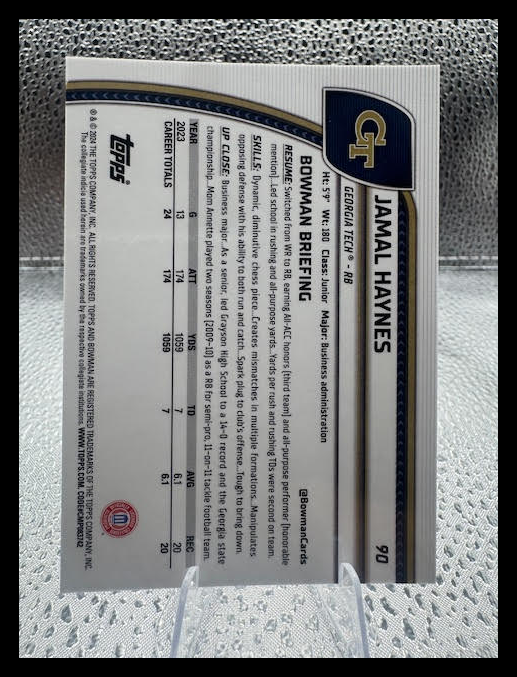 GT
JAMAL HAYNES
90
GEORGIA TECH® - RB
Ht: 5'9" Wt: 180 Class: Junior Major: Business administration
BOWMAN BRIEFING
@BowmanCards
RESUME: Switched from WR to RB, earning All-ACC honors (third team) and all-purpose performer (honorable
mention)...Led school in rushing and all-purpose yards...Yards per rush and rushing TDs were second on team.
SKILLS: Dynamic, diminutive chess piece...Creates mismatches in multiple formations...Manipulates
opposing defense with his ability to both run and catch...Spark plug to club's offense...Tough to bring down.
UP CLOSE: Business major...As a senior, led Grayson High School to a 14-0 record and the Georgia state
championship...Mom Annette played two seasons (2009-10) as a RB for semi-pro, 11-on-11 tackle football team.
YEAR G ATT YDS TD AVG REC
2023 13 174 1059 7 6.1 20
CAREER TOTALS 24 174 1059 7 6.1 20
topps
® & © 2024 THE TOPPS COMPANY, INC. ALL RIGHTS RESERVED. TOPPS AND BOWMAN ARE REGISTERED TRADEMARKS OF THE TOPPS COMPANY, INC.
The collegiate indicia used herein are trademarks owned by the respective collegiate institutions. WWW.TOPPS.COM. CODE#CMP083742